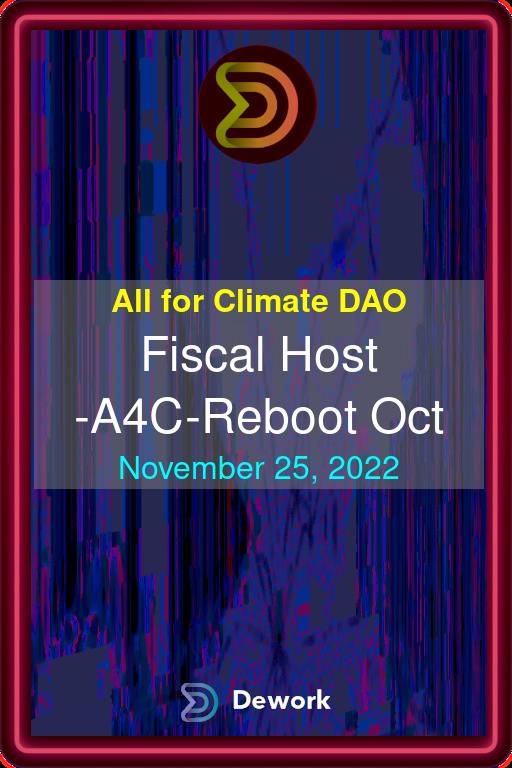 All for Climate DAO
Fiscal Host
-A4C-Reboot Oct
November 25, 2022
Dework